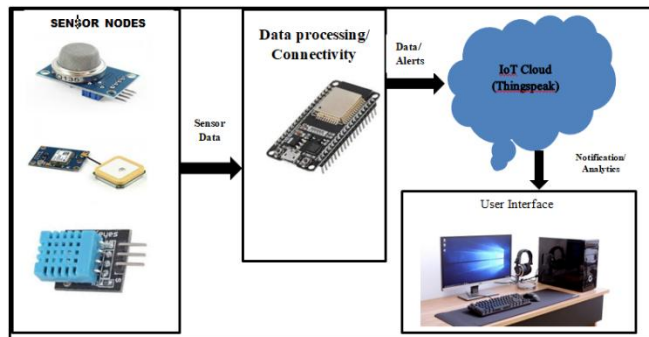 SENSOR NODES
Sensor
Data
Data processing/
Connectivity
Data/
Alerts
IoT Cloud
(Thingspeak)
Notification/
Analytics
User Interface